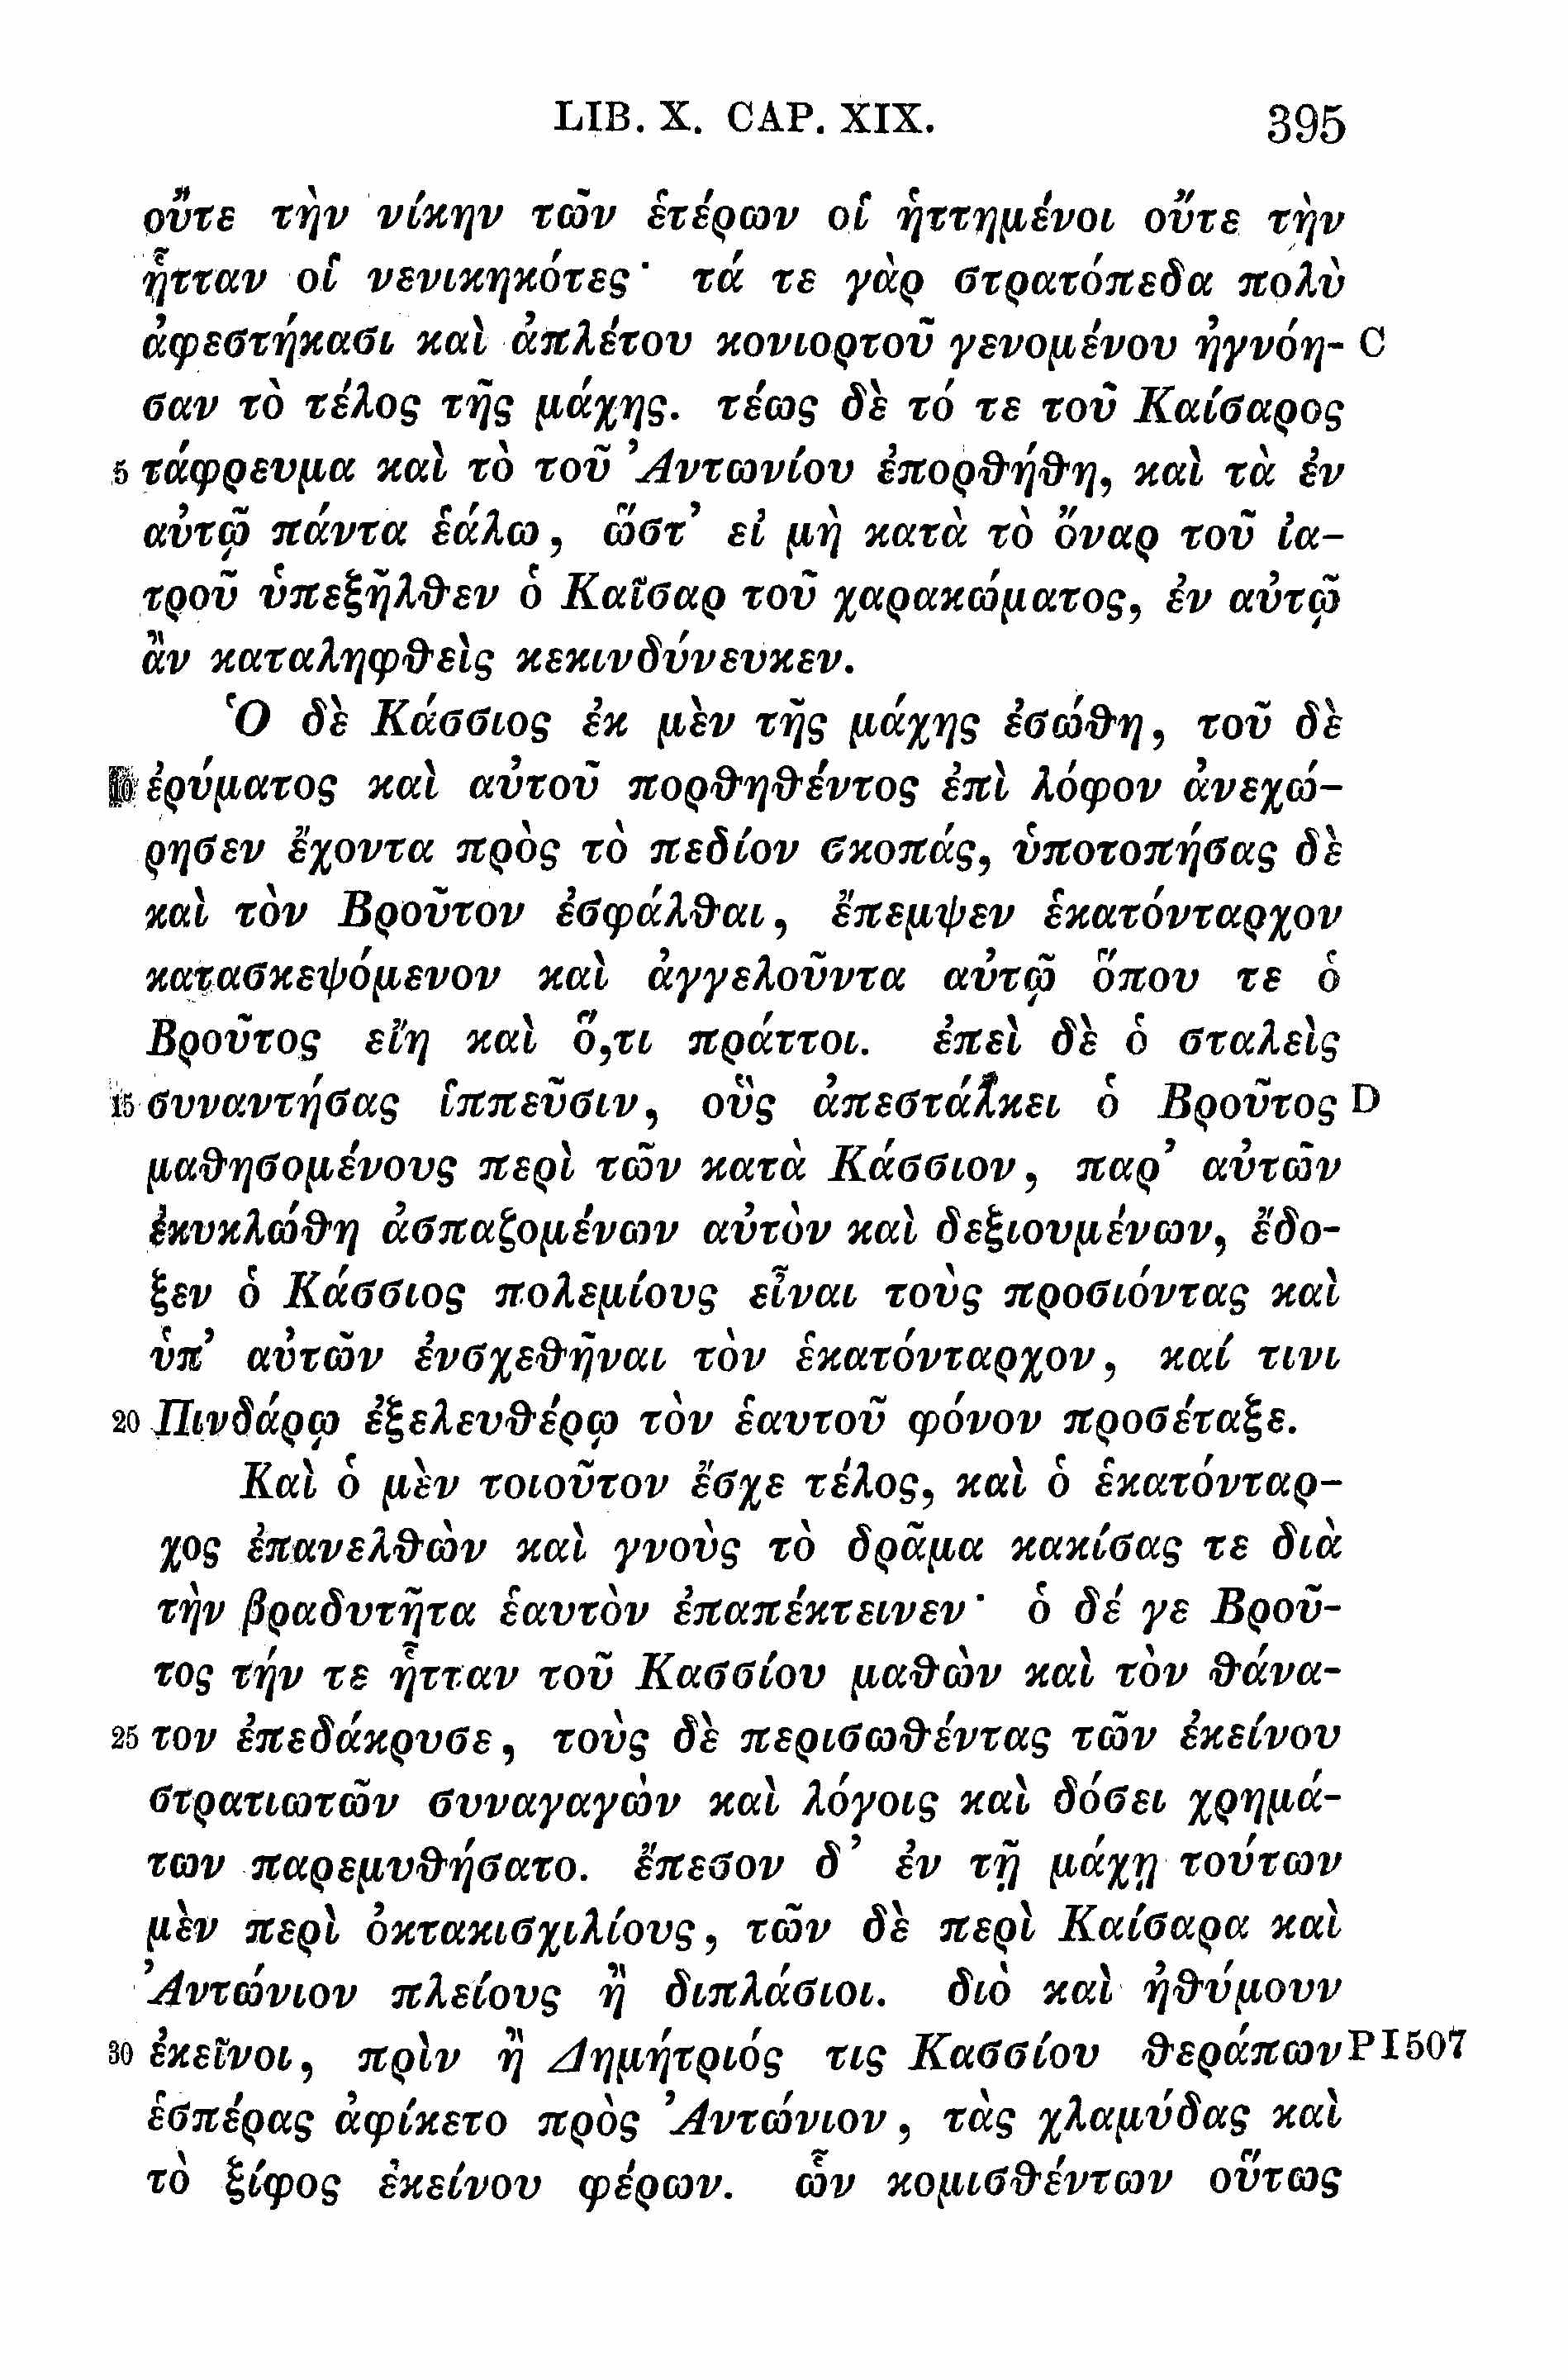 LIB. X. CAP. XIX. 395
οὔτε τὴν νίκην τῶν ἑτέρων οἱ ἡττημένοι οὔτε τὴν
ἧτταν οἱ νενικηκότες· τά τε γὰρ στρατόπεδα πολὺ
ἀφεστήκασι καὶ ἀπλέτου κονιορτοῦ γενομένου ἠγνόη- C
σαν τὸ τέλος τῆς μάχης. τέως δὲ τό τε τοῦ Καίσαρος
5 τάφρευμα καὶ τὸ τοῦ Ἀντωνίου ἐπορθήθη, καὶ τὰ ἐν
αὐτῷ πάντα ἑάλω, ὥστ’ εἰ μὴ κατὰ τὸ ὄναρ τοῦ ἰα-
τροῦ ὑπεξῆλθεν ὁ Καῖσαρ τοῦ χαρακώματος, ἐν αὐτῷ
ἂν καταληφθεὶς κεκινδύνευκεν.
Ὁ δὲ Κάσσιος ἐκ μὲν τῆς μάχης ἐσώθη, τοῦ δὲ
10 ἐρύματος καὶ αὐτοῦ πορθηθέντος ἐπὶ λόφον ἀνεχώ-
ρησεν ἔχοντα πρὸς τὸ πεδίον σκοπάς, ὑποτοπήσας δὲ
καὶ τὸν Βροῦτον ἐσφάλθαι, ἔπεμψεν ἑκατόνταρχον
κατασκεψόμενον καὶ ἀγγελοῦντα αὐτῷ ὅπου τε ὁ
Βροῦτος εἴη καὶ ὅ,τι πράττοι. ἐπεὶ δὲ ὁ σταλεὶς
15 συναντήσας ἱππεῦσιν, οὓς ἀπεστάλκει ὁ Βροῦτος D
μαθησομένους περὶ τῶν κατὰ Κάσσιον, παρ’ αὐτῶν
ἐκυκλώθη ἀσπαζομένων αὐτὸν καὶ δεξιουμένων, ἔδο-
ξεν ὁ Κάσσιος πολεμίους εἶναι τοὺς προσιόντας καὶ
ὑπ’ αὐτῶν ἐνσχεθῆναι τὸν ἑκατόνταρχον, καί τινι
20 Πινδάρῳ ἐξελευθέρῳ τὸν ἑαυτοῦ φόνον προσέταξε.
Καὶ ὁ μὲν τοιοῦτον ἔσχε τέλος, καὶ ὁ ἑκατόνταρ-
χος ἐπανελθὼν καὶ γνοὺς τὸ δρᾶμα κακίσας τε διὰ
τὴν βραδυτῆτα ἑαυτὸν ἐπαπέκτεινεν· ὁ δέ γε Βροῦ-
τος τήν τε ἧτταν τοῦ Κασσίου μαθὼν καὶ τὸν θάνα-
25 τον ἐπεδάκρυσε, τοὺς δὲ περισωθέντας τῶν ἐκείνου
στρατιωτῶν συναγαγὼν καὶ λόγοις καὶ δόσει χρημά-
των παρεμυθήσατο. ἔπεσον δ’ ἐν τῇ μάχῃ τούτων
μὲν περὶ ὀκτακισχιλίους, τῶν δὲ περὶ Καίσαρα καὶ
Ἀντώνιον πλείους ἢ διπλάσιοι. διὸ καὶ ἠθύμουν
30 ἐκεῖνοι, πρὶν ἢ Δημήτριός τις Κασσίου θεράπων P I 507
ἑσπέρας ἀφίκετο πρὸς Ἀντώνιον, τὰς χλαμύδας καὶ
τὸ ξίφος ἐκείνου φέρων. ὧν κομισθέντων οὕτως